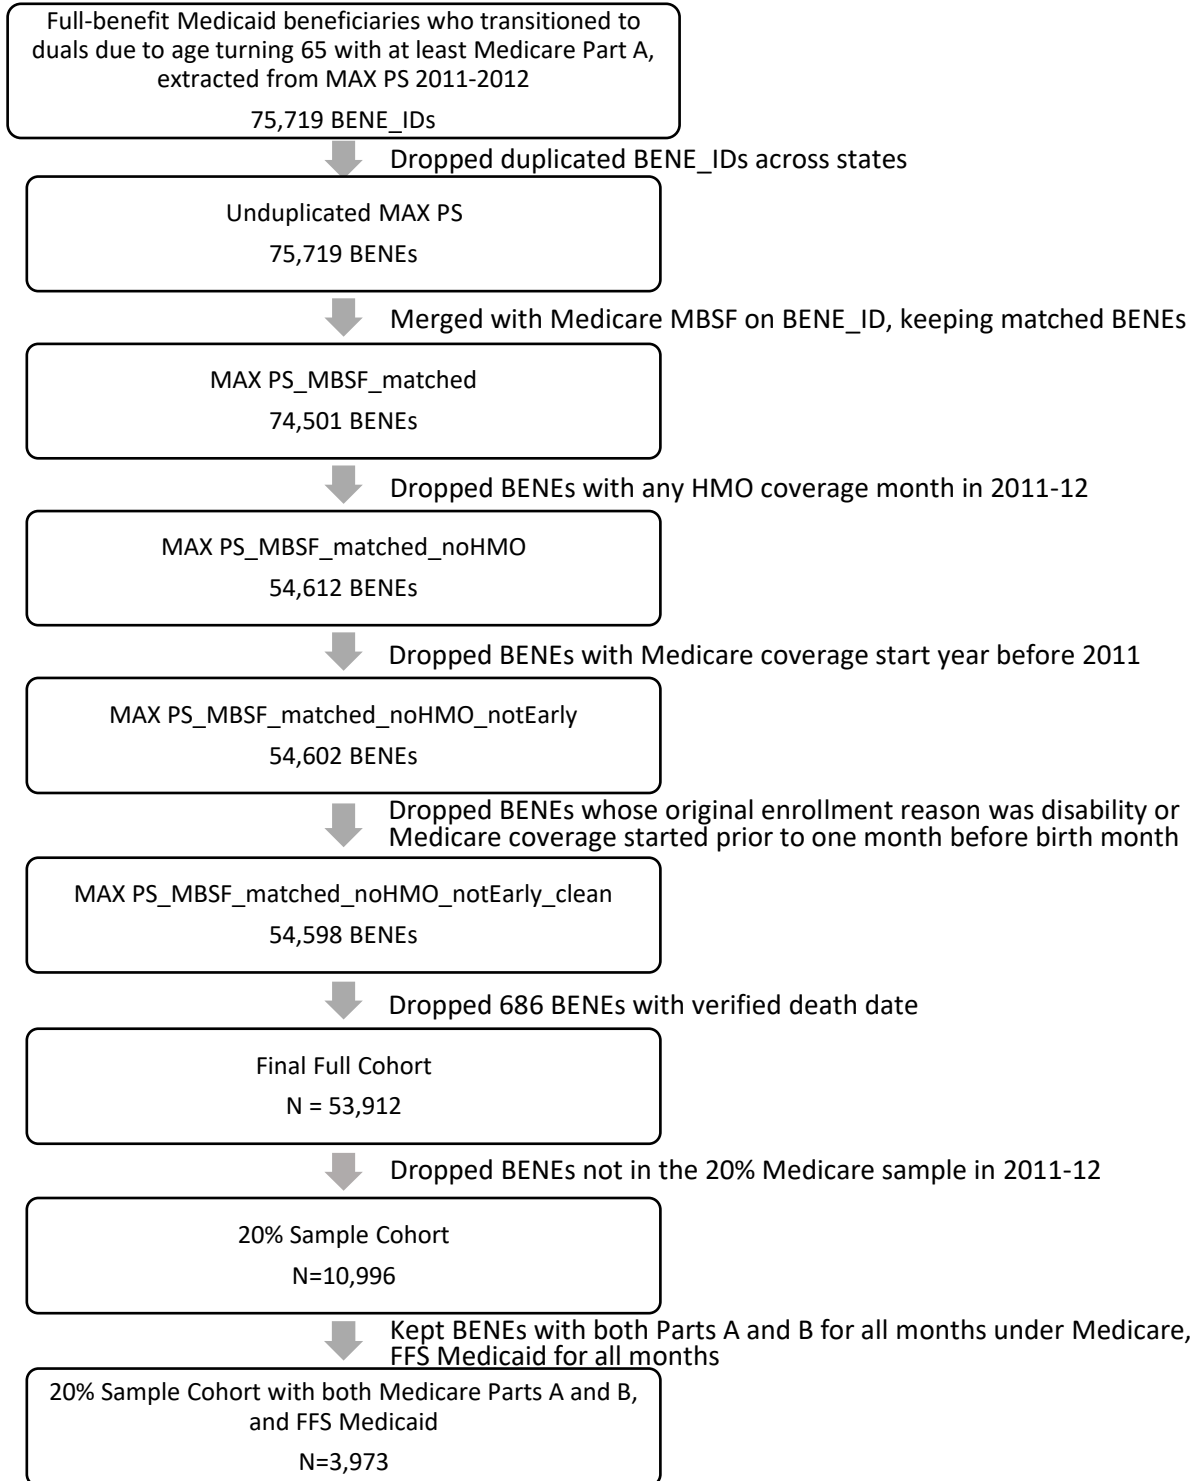 Full-benefit Medicaid beneficiaries who transitioned to
duals due to age turning 65 with at least Medicare Part A,
extracted from MAX PS 2011-2012
75,719 BENE_IDs
Dropped duplicated BENE_IDs across states
Unduplicated MAX PS
75,719 BENEs
Merged with Medicare MBSF on BENE_ID, keeping matched BENEs
MAX PS_MBSF_matched
74,501 BENEs
Dropped BENEs with any HMO coverage month in 2011-12
MAX PS_MBSF_matched_noHMO
54,612 BENEs
Dropped BENEs with Medicare coverage start year before 2011
MAX PS_MBSF_matched_noHMO_notEarly
54,602 BENEs
Dropped BENEs whose original enrollment reason was disability or
Medicare coverage started prior to one month before birth month
MAX PS_MBSF_matched_noHMO_notEarly_clean
54,598 BENEs
Dropped 686 BENEs with verified death date
Final Full Cohort
N = 53,912
Dropped BENEs not in the 20% Medicare sample in 2011-12
20% Sample Cohort
N=10,996
Kept BENEs with both Parts A and B for all months under Medicare,
FFS Medicaid for all months
20% Sample Cohort with both Medicare Parts A and B,
and FFS Medicaid
N=3,973